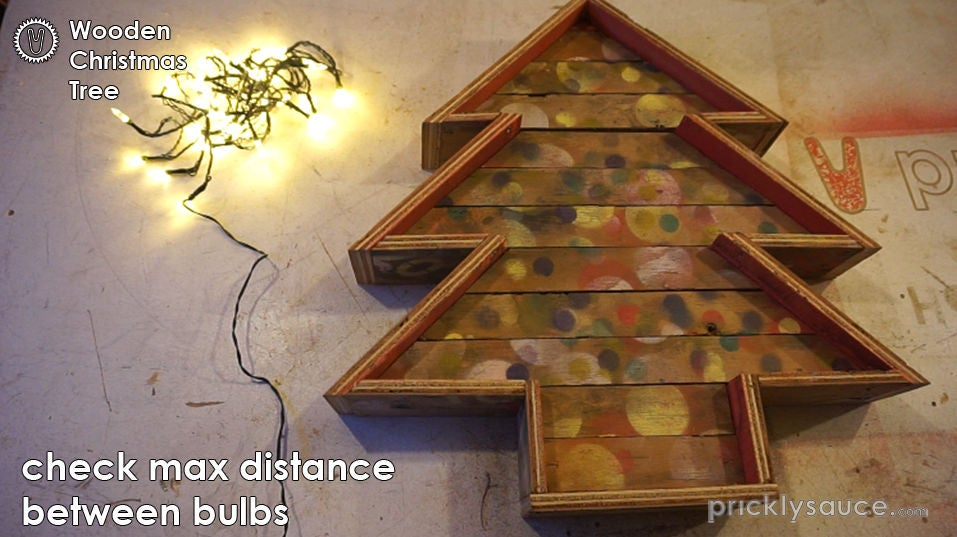 Wooden
Christmas
Tree
p
check max distance
between bulbs
pricklysauce.com